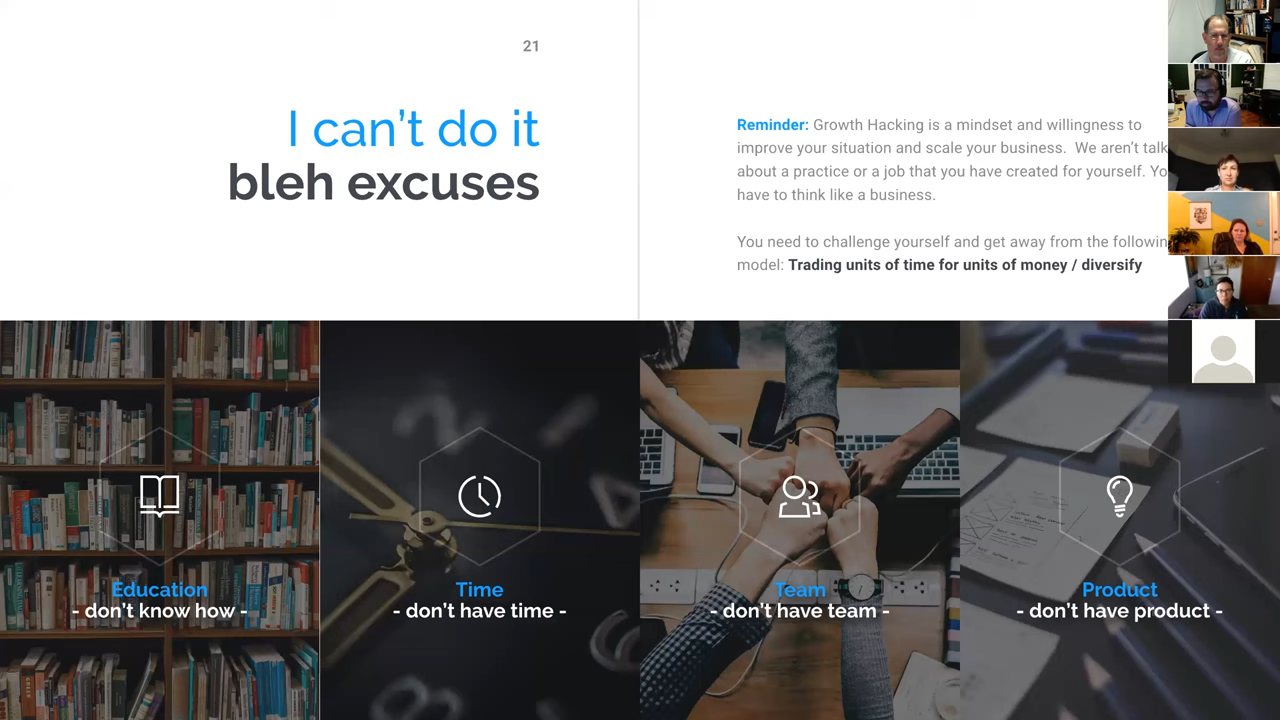 21
I can’t do it
bleh excuses
Reminder: Growth Hacking is a mindset and willingness to
improve your situation and scale your business. We aren’t talk
about a practice or a job that you have created for yourself. Yo
have to think like a business.
You need to challenge yourself and get away from the followin
model: Trading units of time for units of money / diversify
Education
- don’t know how -
Time
- don’t have time -
Team
- don’t have team -
Product
- don’t have product -